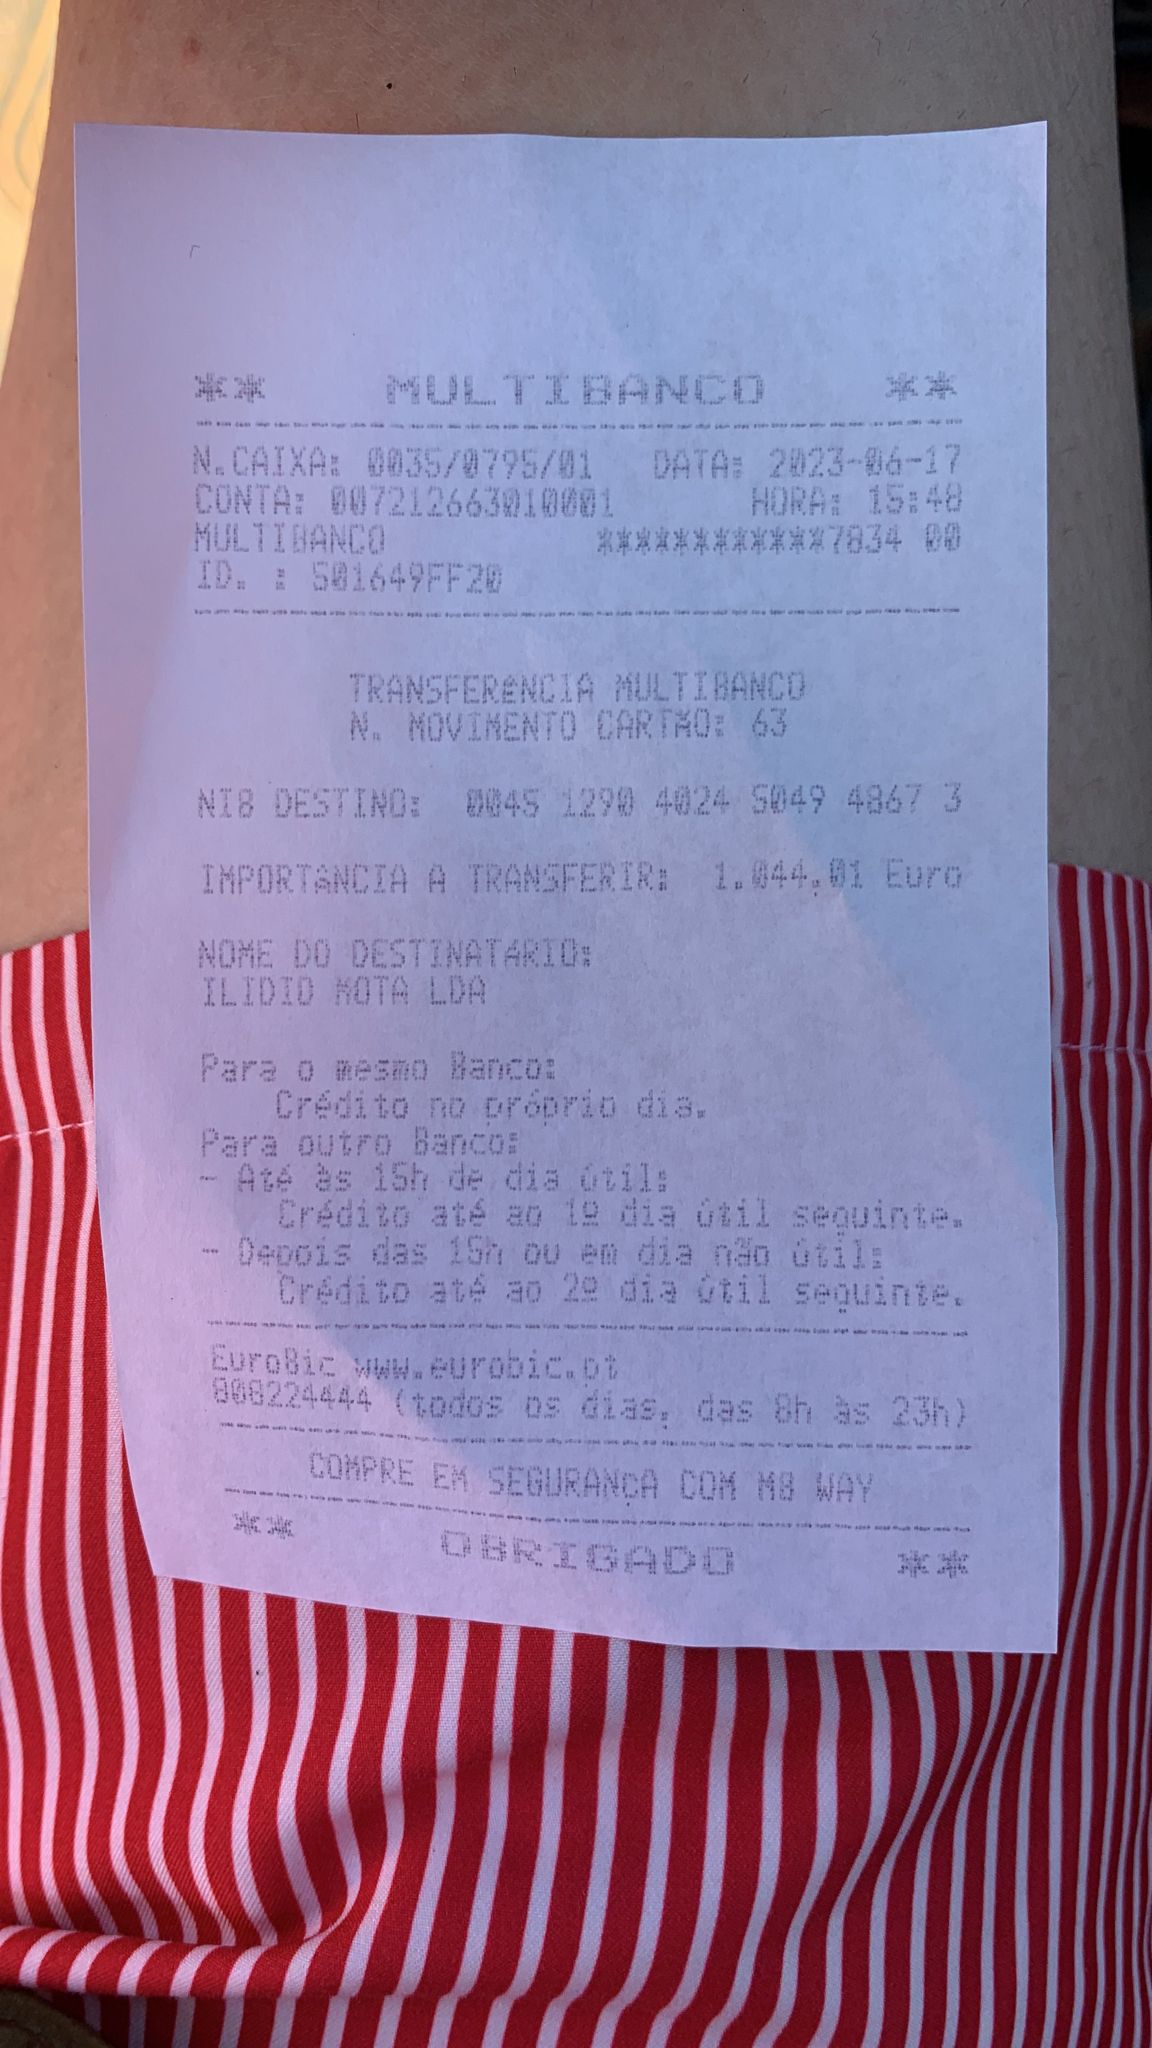 ** MULTIBANCO **
N.CAIXA: 0035/0795/01 DATA: 2023-06-17
CONTA: 007212663010001 HORA: 15:48
MULTIBANCO ************7834 00
ID. : 501649FF20
TRANSFERÊNCIA MULTIBANCO
N. MOVIMENTO CARTÃO: 63
NIB DESTINO: 0045 1290 4024 5049 4867 3
IMPORTÂNCIA A TRANSFERIR: 1.044,01 Euro
NOME DO DESTINATÁRIO:
ILIDIO MOTA LDA
Para o mesmo Banco:
Crédito no próprio dia.
Para outro Banco:
- Até às 15h de dia útil:
Crédito até ao 1º dia útil seguinte.
- Depois das 15h ou em dia não útil:
Crédito até ao 2º dia útil seguinte.
EuroBic www.eurobic.pt
808224444 (todos os dias, das 8h às 23h)
COMPRE EM SEGURANÇA COM MB WAY
** OBRIGADO **